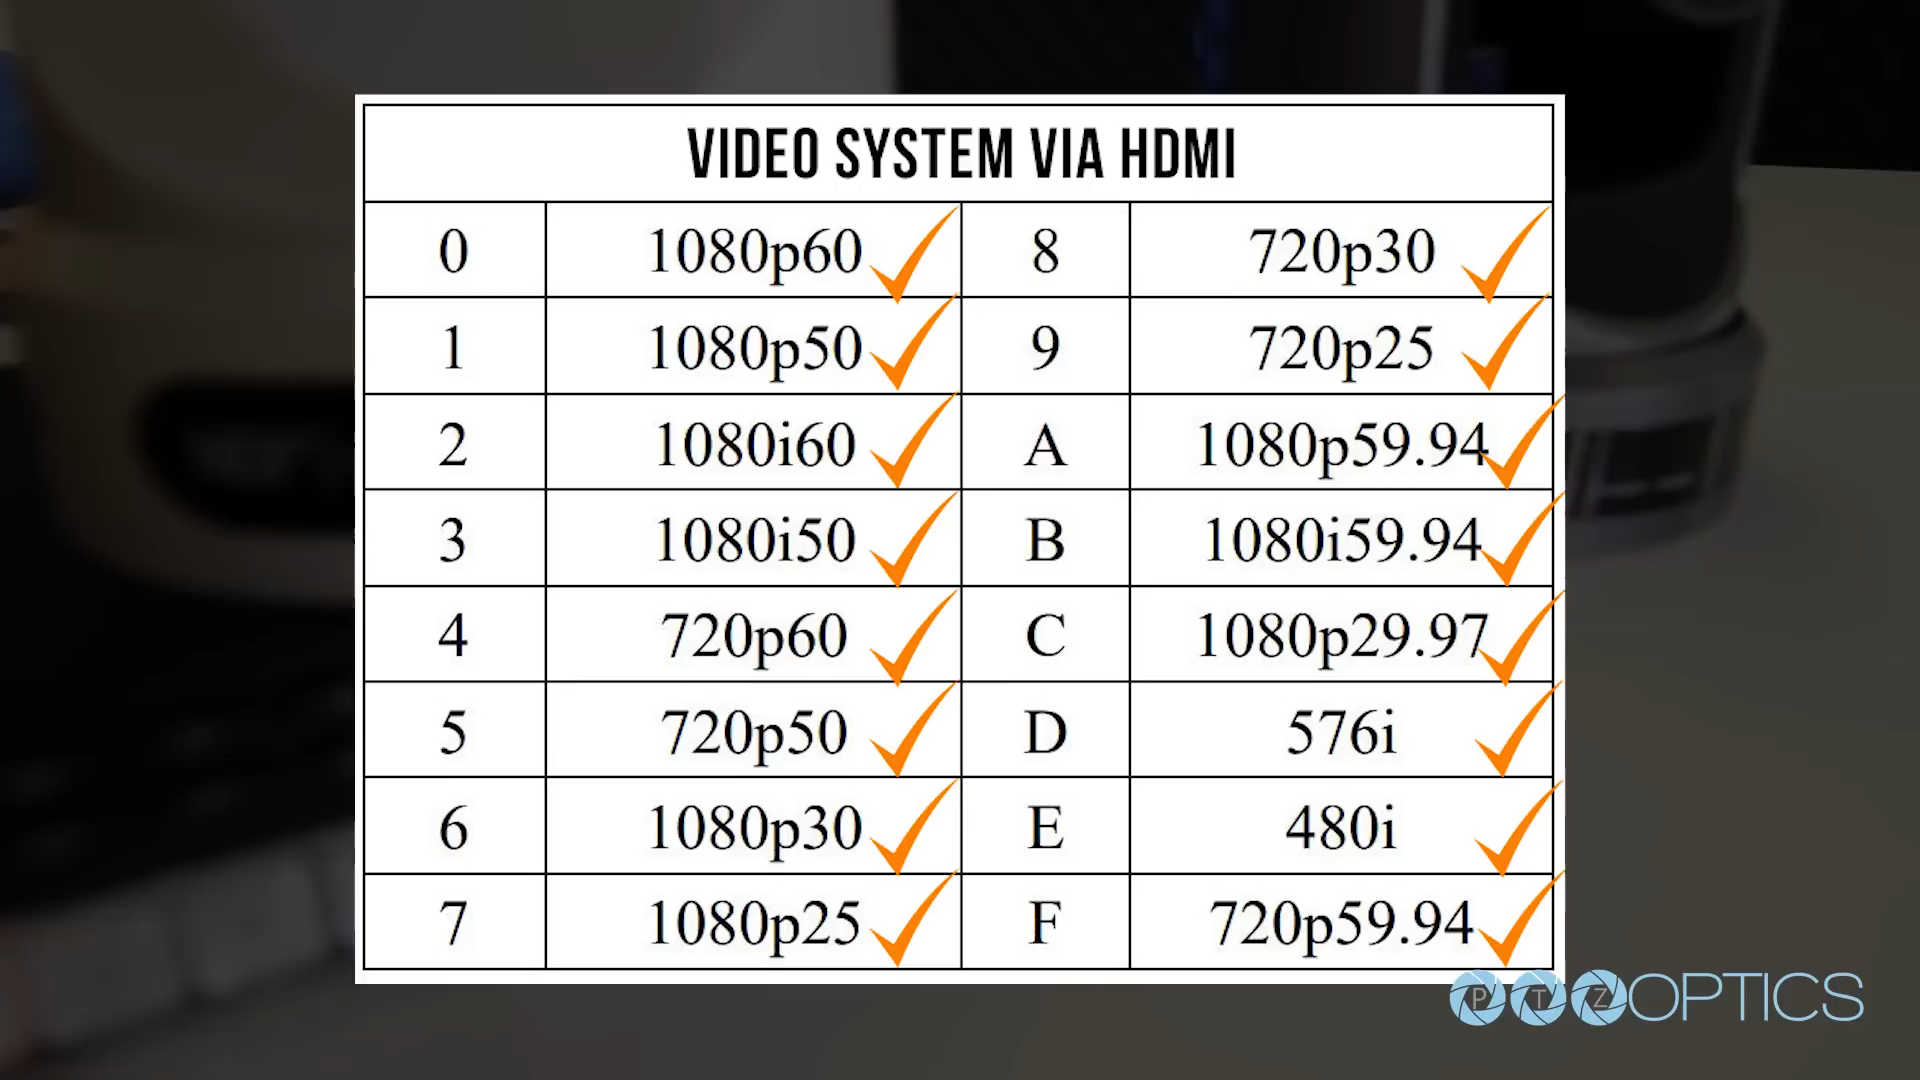 VIDEO SYSTEM VIA HDMI
0 1080p60 8 720p30
1 1080p50 9 720p25
2 1080i60 A 1080p59.94
3 1080i50 B 1080i59.94
4 720p60 C 1080p29.97
5 720p50 D 576i
6 1080p30 E 480i
7 1080p25 F 720p59.94
PTZOPTICS